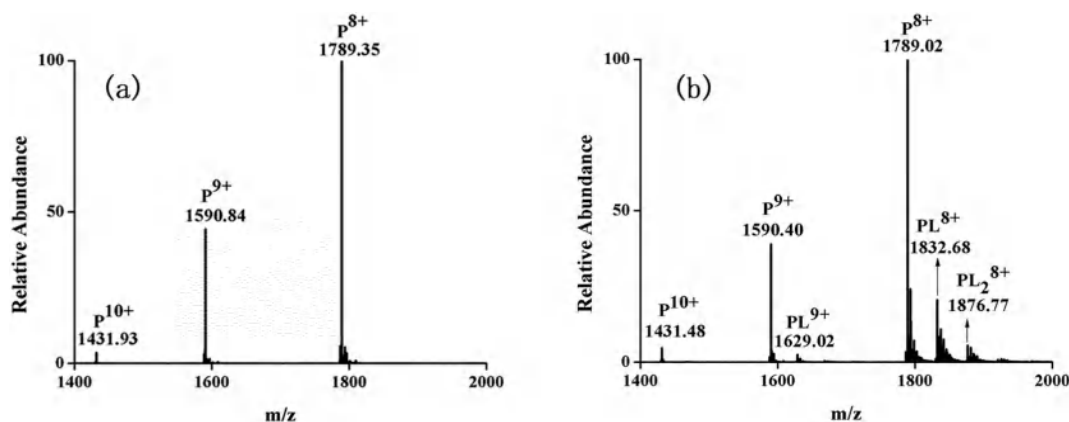 (a)
Relative Abundance
100
50
0
P10+
1431.93
P9+
1590.84
P8+
1789.35
1400
1600
1800
2000
m/z
(b)
Relative Abundance
100
50
0
P10+
1431.48
P9+
1590.40
PL9+
1629.02
P8+
1789.02
PL8+
1832.68
PL28+
1876.77
1400
1600
1800
2000
m/z